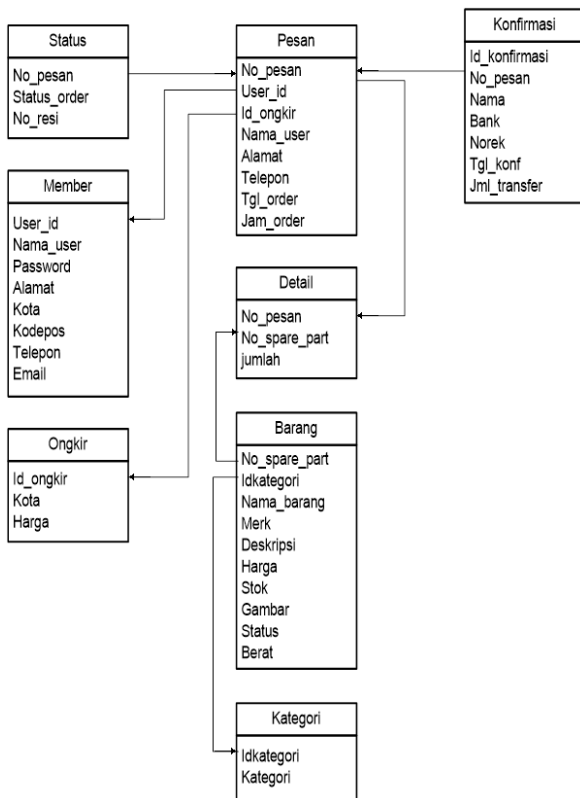 Status
No_pesan
Status_order
No_resi
Member
User_id
Nama_user
Password
Alamat
Kota
Kodepos
Telepon
Email
Ongkir
Id_ongkir
Kota
Harga
Pesan
No_pesan
User_id
Id_ongkir
Nama_user
Alamat
Telepon
Tgl_order
Jam_order
Detail
No_pesan
No_spare_part
jumlah
Barang
No_spare_part
Idkategori
Nama_barang
Merk
Deskripsi
Harga
Stok
Gambar
Status
Berat
Kategori
Idkategori
Kategori
Konfirmasi
Id_konfirmasi
No_pesan
Nama
Bank
Norek
Tgl_konf
Jml_transfer